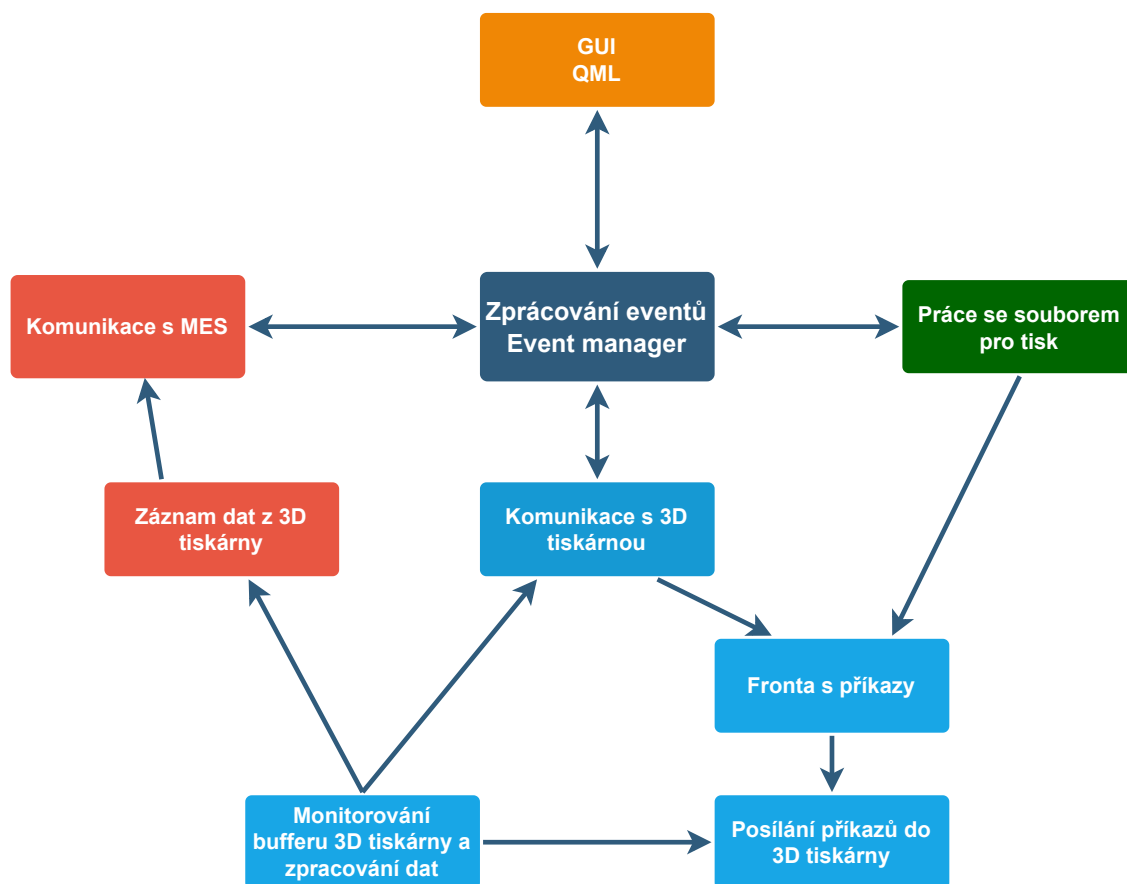 GUI
QML
Zprácování eventů
Event manager
Komunikace s MES
Práce se souborem
pro tisk
Záznam dat z 3D
tiskárny
Komunikace s 3D
tiskárnou
Fronta s příkazy
Monitorování
bufferu 3D tiskárny a
zpracování dat
Posílání příkazů do
3D tiskárny